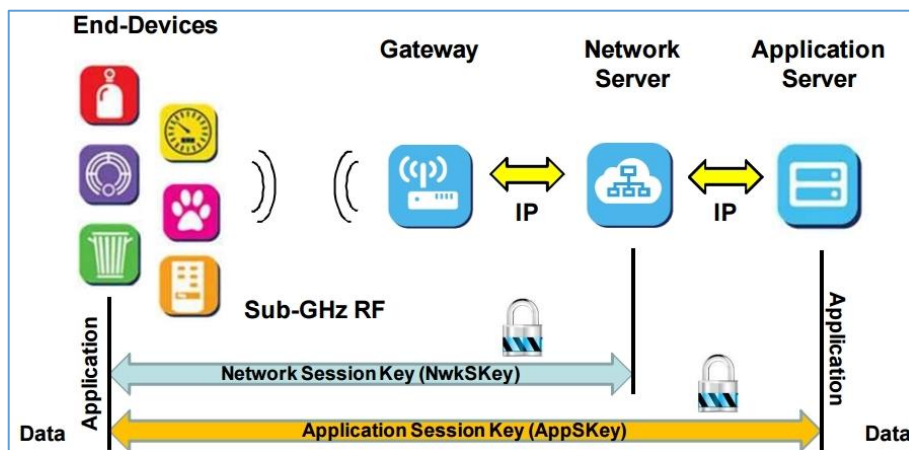 End-Devices
Gateway
Network
Server
Application
Server
IP
IP
Sub-GHz RF
Application
Application
Network Session Key (NwkSKey)
Data
Application Session Key (AppSKey)
Data